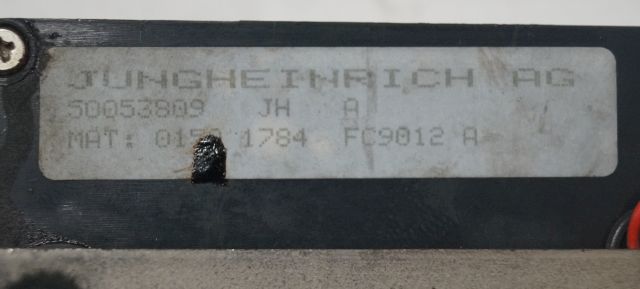 JUNGHEINRICH AG
50053809 JH A
MAT: 1784 FC9012 A